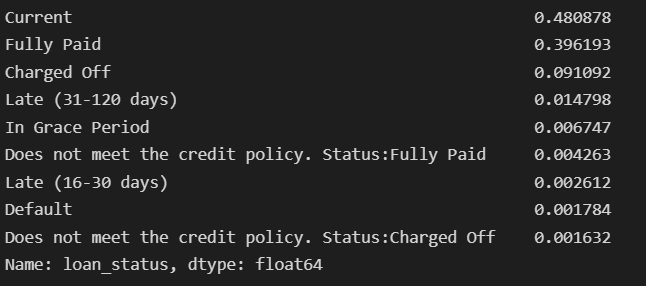 Current 0.480878
Fully Paid 0.396193
Charged Off 0.091092
Late (31-120 days) 0.014798
In Grace Period 0.006747
Does not meet the credit policy. Status:Fully Paid 0.004263
Late (16-30 days) 0.002612
Default 0.001784
Does not meet the credit policy. Status:Charged Off 0.001632
Name: loan_status, dtype: float64